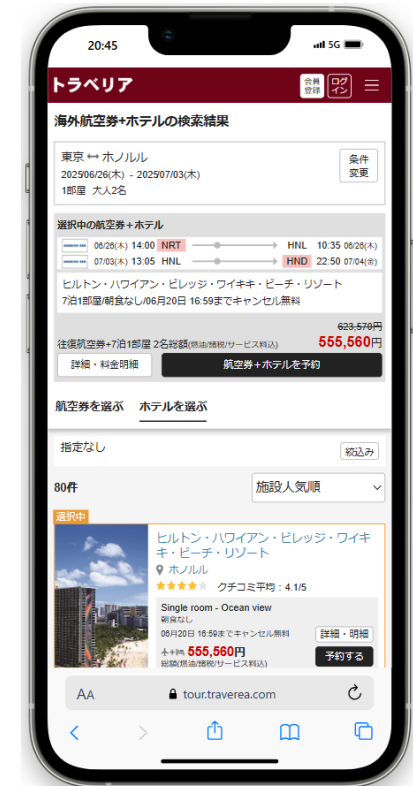 20:45
5G
トラベリア
会員
登録
ログ
イン
海外航空券+ホテルの検索結果
東京 ↔ ホノルル
2025/06/26(木) - 2025/07/03(木)
1部屋 大人2名
条件
変更
選択中の航空券+ホテル
06/26(木) 14:00 NRT → HNL 10:35 06/26(木)
07/03(木) 13:05 HNL → HND 22:50 07/04(金)
ヒルトン・ハワイアン・ビレッジ・ワイキキ・ビーチ・リゾート
7泊1部屋/朝食なし/06月20日 16:59までキャンセル無料
623,570円
往復航空券+7泊1部屋 2名総額(燃油/諸税/サービス料込) 555,560円
詳細・料金明細
航空券+ホテルを予約
航空券を選ぶ ホテルを選ぶ
指定なし
絞込み
80件
施設人気順
選択中
ヒルトン・ハワイアン・ビレッジ・ワイキ
キ・ビーチ・リゾート
ホノルル
★★★★★ クチコミ平均:4.1/5
Single room - Ocean view
朝食なし
06月20日 16:59までキャンセル無料
詳細・明細
555,560円
総額(燃油/諸税/サービス料込)
予約する
AA
tour.traverea.com